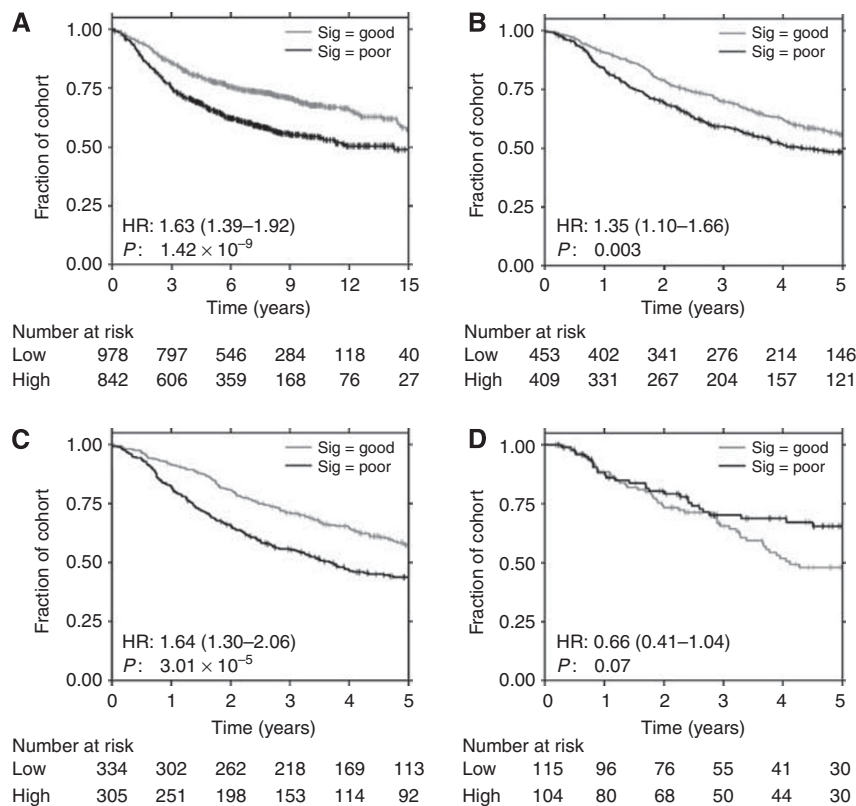 A
1.00
0.75
0.50
0.25
0.00
Fraction of cohort
Sig = good
Sig = poor
HR: 1.63 (1.39–1.92)
P: 1.42 × 10⁻⁹
0 3 6 9 12 15
Time (years)
Number at risk
Low 978 797 546 284 118 40
High 842 606 359 168 76 27
B
1.00
0.75
0.50
0.25
0.00
Fraction of cohort
Sig = good
Sig = poor
HR: 1.35 (1.10–1.66)
P: 0.003
0 1 2 3 4 5
Time (years)
Number at risk
Low 453 402 341 276 214 146
High 409 331 267 204 157 121
C
1.00
0.75
0.50
0.25
0.00
Fraction of cohort
Sig = good
Sig = poor
HR: 1.64 (1.30–2.06)
P: 3.01 × 10⁻⁵
0 1 2 3 4 5
Time (years)
Number at risk
Low 334 302 262 218 169 113
High 305 251 198 153 114 92
D
1.00
0.75
0.50
0.25
0.00
Fraction of cohort
Sig = good
Sig = poor
HR: 0.66 (0.41–1.04)
P: 0.07
0 1 2 3 4 5
Time (years)
Number at risk
Low 115 96 76 55 41 30
High 104 80 68 50 44 30